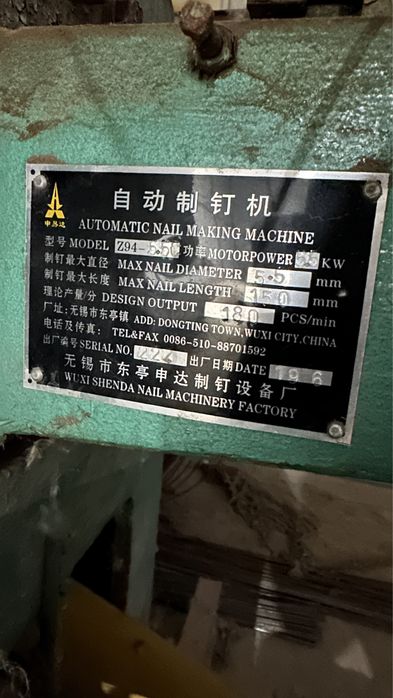 申达
自动制钉机
AUTOMATIC NAIL MAKING MACHINE
型号 MODEL Z94-5.5C 功率 MOTORPOWER KW
制钉最大直径 MAX NAIL DIAMETER 5.5 mm
制钉最大长度 MAX NAIL LENGTH 150 mm
理论产量/分 DESIGN OUTPUT 180 PCS/min
厂址:无锡市东亭镇 ADD: DONGTING TOWN,WUXI CITY.CHINA
电话及传真: TEL&FAX 0086-510-88701592
出厂编号 SERIAL NO. 出厂日期 DATE
无锡市东亭申达制钉设备厂
WUXI SHENDA NAIL MACHINERY FACTORY